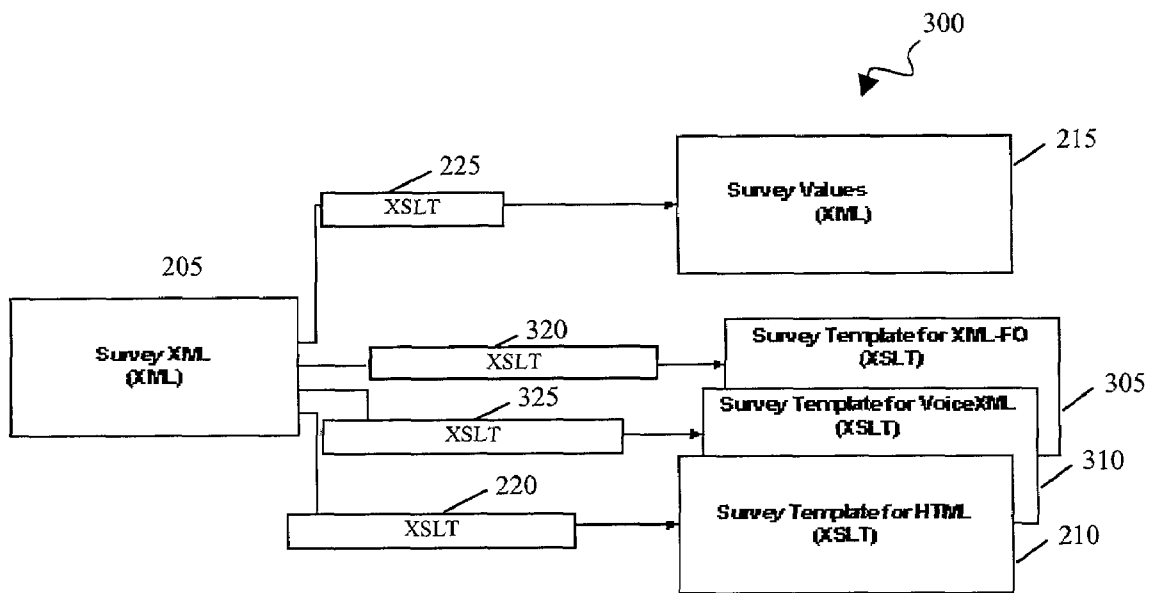 300
215
225
XSLT
Survey Values
(XML)
205
Survey XML
(XML)
320
XSLT
Survey Template for XML-FO
(XSLT)
305
325
XSLT
Survey Template for VoiceXML
(XSLT)
310
220
XSLT
Survey Template for HTML
(XSLT)
210